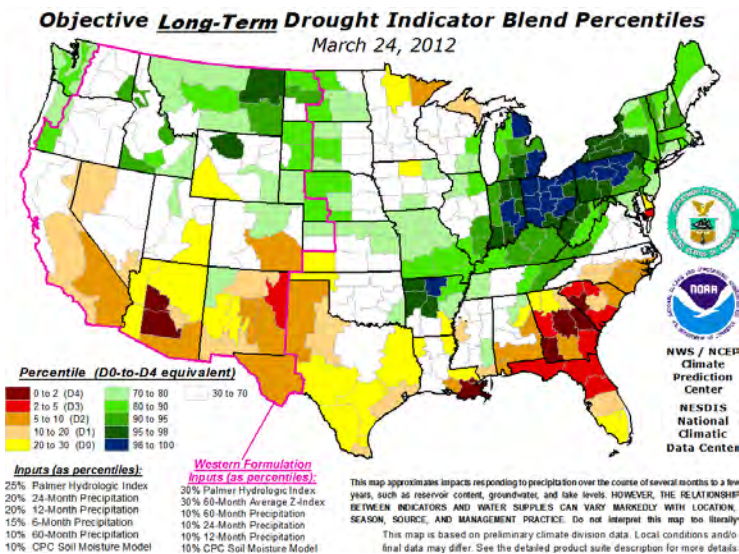 Objective Long-Term Drought Indicator Blend Percentiles
March 24, 2012
NOAA
NWS / NCEP
Climate
Prediction
Center
NESDIS
National
Climatic
Data Center
Percentile (D0-to-D4 equivalent)
0 to 2 (D4)
2 to 5 (D3)
5 to 10 (D2)
10 to 20 (D1)
20 to 30 (D0)
70 to 80
80 to 90
90 to 95
95 to 98
98 to 100
30 to 70
Inputs (as percentiles):
25% Palmer Hydrologic Index
20% 24-Month Precipitation
20% 12-Month Precipitation
15% 6-Month Precipitation
10% 60-Month Precipitation
10% CPC Soil Moisture Model
Western Formulation
Inputs (as percentiles):
30% Palmer Hydrologic Index
30% 60-Month Average Z-Index
10% 60-Month Precipitation
10% 24-Month Precipitation
10% 12-Month Precipitation
10% CPC Soil Moisture Model
This map approximates impacts responding to precipitation over the course of several months to a few
years, such as reservoir content, groundwater, and lake levels. HOWEVER, THE RELATIONSHIP
BETWEEN INDICATORS AND WATER SUPPLIES CAN VARY MARKEDLY WITH LOCATION,
SEASON, SOURCE, AND MANAGEMENT PRACTICE. Do not interpret this map too literally
This map is based on preliminary climate division data. Local conditions and/o
final data may differ. See the detailed product suite description for more details.